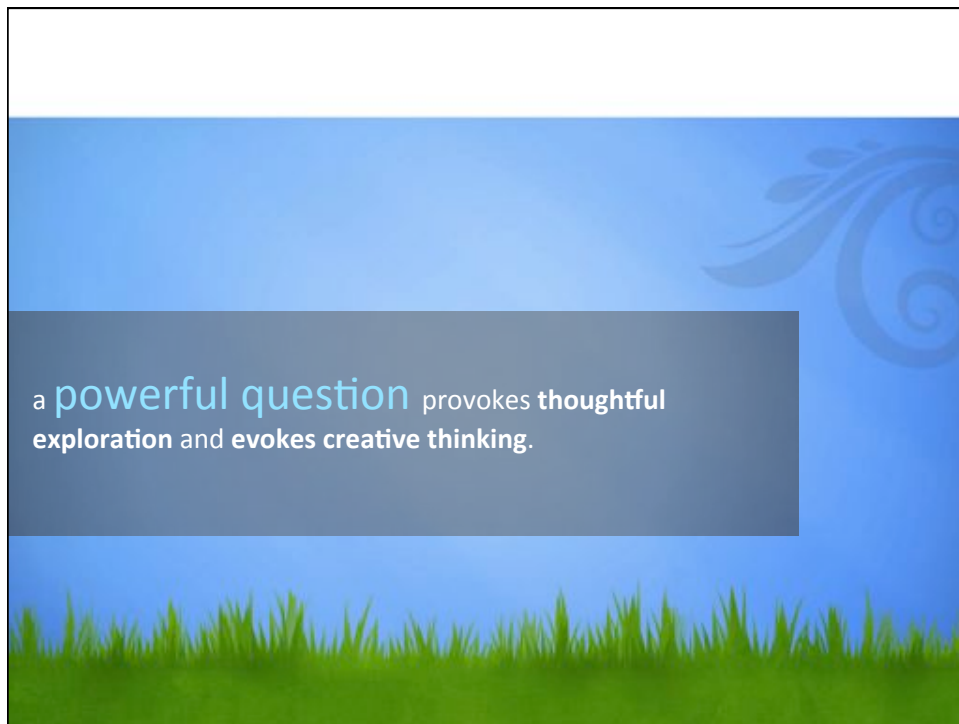 a powerful question provokes thoughtful
exploration and evokes creative thinking.